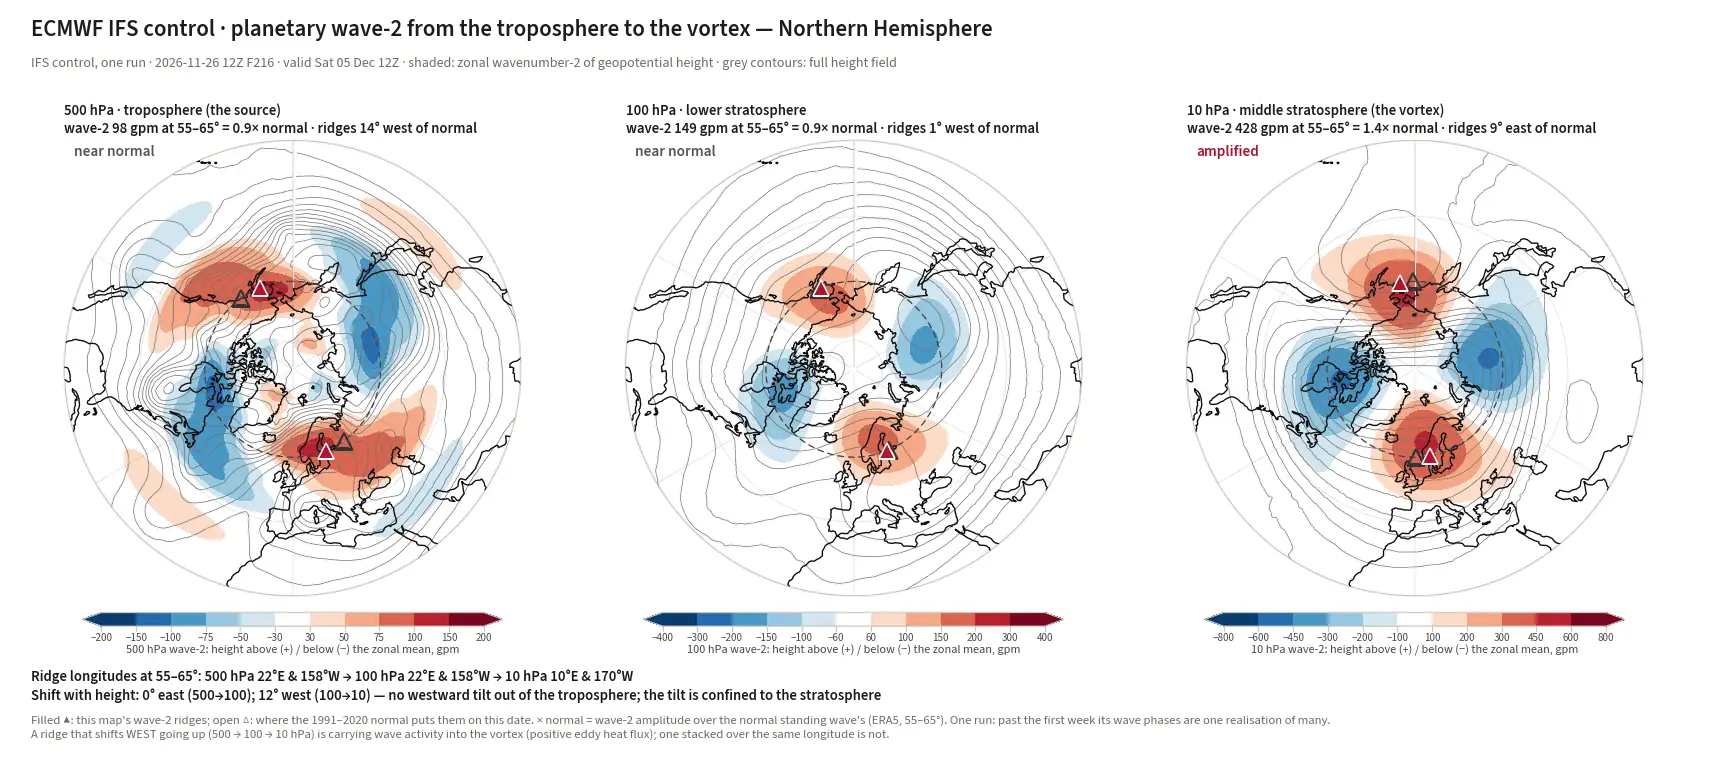 ECMWF IFS control · planetary wave-2 from the troposphere to the vortex — Northern Hemisphere
IFS control, one run · 2026-11-26 12Z F216 · valid Sat 05 Dec 12Z · shaded: zonal wavenumber-2 of geopotential height · grey contours: full height field
500 hPa · troposphere (the source)
wave-2 98 gpm at 55–65° = 0.9× normal · ridges 14° west of normal
near normal
100 hPa · lower stratosphere
wave-2 149 gpm at 55–65° = 0.9× normal · ridges 1° west of normal
near normal
10 hPa · middle stratosphere (the vortex)
wave-2 428 gpm at 55–65° = 1.4× normal · ridges 9° east of normal
amplified
−200 −150 −100 −75 −50 −30 30 50 75 100 150 200
500 hPa wave-2: height above (+) / below (−) the zonal mean, gpm
−400 −300 −200 −150 −100 −60 60 100 150 200 300 400
100 hPa wave-2: height above (+) / below (−) the zonal mean, gpm
−800 −600 −450 −300 −200 −100 100 200 300 450 600 800
10 hPa wave-2: height above (+) / below (−) the zonal mean, gpm
Ridge longitudes at 55–65°: 500 hPa 22°E & 158°W → 100 hPa 22°E & 158°W → 10 hPa 10°E & 170°W
Shift with height: 0° east (500→100); 12° west (100→10) — no westward tilt out of the troposphere; the tilt is confined to the stratosphere
Filled ▲: this map's wave-2 ridges; open △: where the 1991–2020 normal puts them on this date. × normal = wave-2 amplitude over the normal standing wave's (ERA5, 55–65°). One run: past the first week its wave phases are one realisation of many.
A ridge that shifts WEST going up (500 → 100 → 10 hPa) is carrying wave activity into the vortex (positive eddy heat flux); one stacked over the same longitude is not.